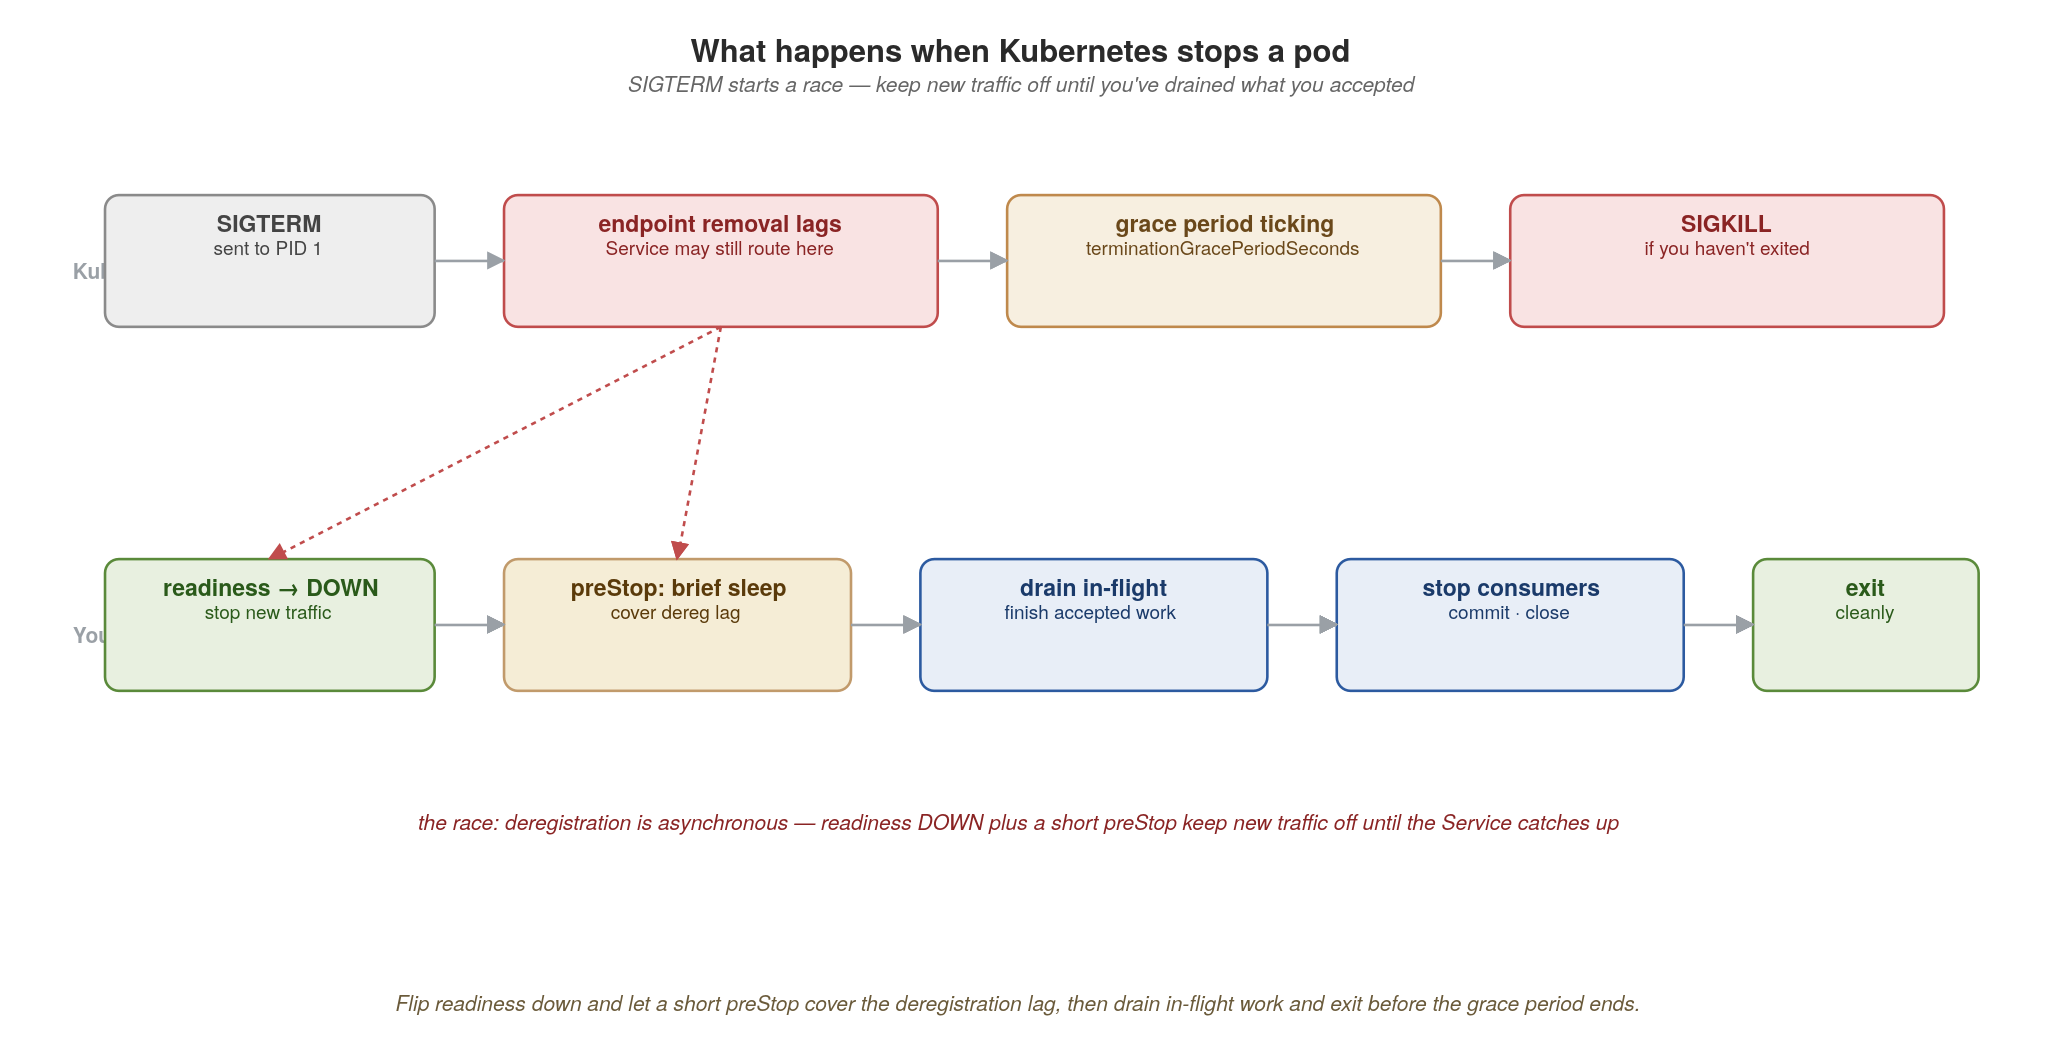 What happens when Kubernetes stops a pod
SIGTERM starts a race — keep new traffic off until you've drained what you accepted
SIGTERM
sent to PID 1
endpoint removal lags
Service may still route here
grace period ticking
terminationGracePeriodSeconds
SIGKILL
if you haven't exited
readiness → DOWN
stop new traffic
preStop: brief sleep
cover dereg lag
drain in-flight
finish accepted work
stop consumers
commit · close
exit
cleanly
the race: deregistration is asynchronous — readiness DOWN plus a short preStop keep new traffic off until the Service catches up
Flip readiness down and let a short preStop cover the deregistration lag, then drain in-flight work and exit before the grace period ends.